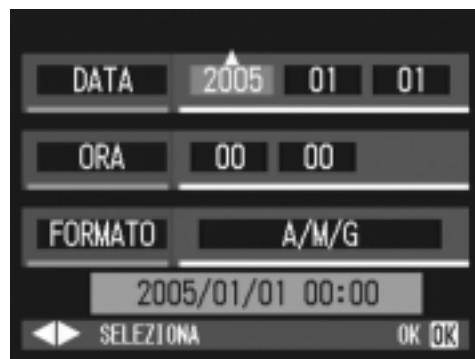 DATA 2005 01 01
ORA 00 00
FORMATO A/M/G
2005/01/01 00:00
SELEZIONA OK OK